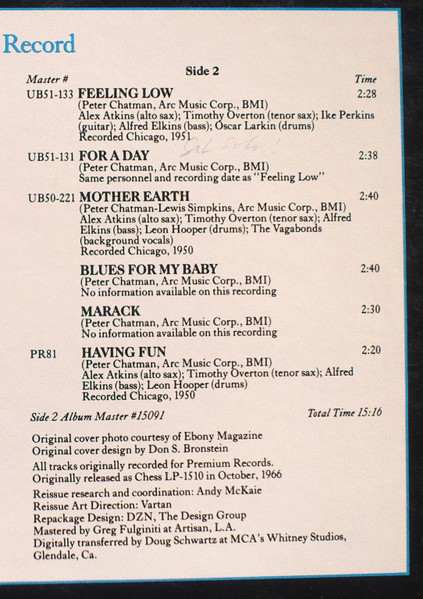 Record
Side 2
Master # Time
UB51-133 FEELING LOW 2:28
(Peter Chatman, Arc Music Corp., BMI)
Alex Atkins (alto sax); Timothy Overton (tenor sax); Ike Perkins
(guitar); Alfred Elkins (bass); Oscar Larkin (drums)
Recorded Chicago, 1951
UB51-131 FOR A DAY 2:38
(Peter Chatman, Arc Music Corp., BMI)
Same personnel and recording date as "Feeling Low"
UB50-221 MOTHER EARTH 2:40
(Peter Chatman-Lewis Simpkins, Arc Music Corp., BMI)
Alex Atkins (alto sax); Timothy Overton (tenor sax); Alfred
Elkins (bass); Leon Hooper (drums); The Vagabonds
(background vocals)
Recorded Chicago, 1950
BLUES FOR MY BABY 2:40
(Peter Chatman, Arc Music Corp., BMI)
No information available on this recording
MARACK 2:30
(Peter Chatman, Arc Music Corp., BMI)
No information available on this recording
PR81 HAVING FUN 2:20
(Peter Chatman, Arc Music Corp., BMI)
Alex Atkins (alto sax); Timothy Overton (tenor sax); Alfred
Elkins (bass); Leon Hooper (drums)
Recorded Chicago, 1950
Side 2 Album Master #15091 Total Time 15:16
Original cover photo courtesy of Ebony Magazine
Original cover design by Don S. Bronstein
All tracks originally recorded for Premium Records.
Originally released as Chess LP-1510 in October, 1966
Reissue research and coordination: Andy McKaie
Reissue Art Direction: Vartan
Repackage Design: DZN, The Design Group
Mastered by Greg Fulginiti at Artisan, L.A.
Digitally transferred by Doug Schwartz at MCA's Whitney Studios,
Glendale, Ca.